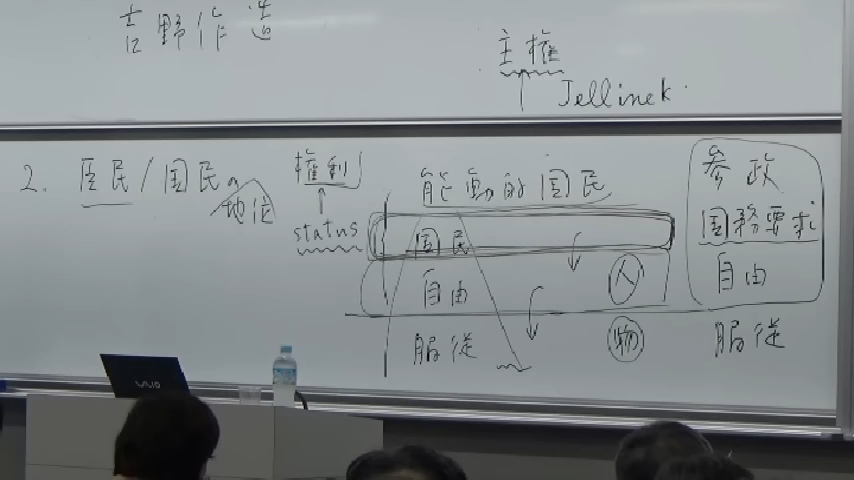 吉野作造
主権
Jellinek
2. 臣民/国民の地位
権利
status
能動的国民
国民
自由 人
服従 物
参政
国務要求
自由
服従
VAIO